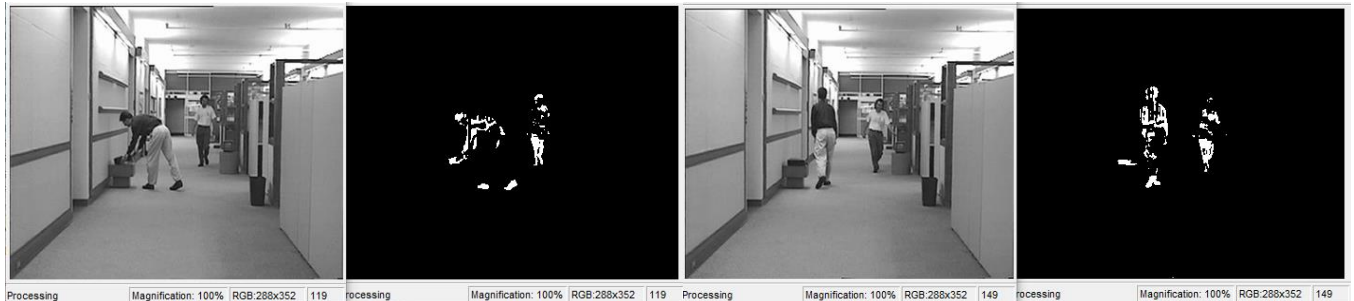 Processing Magnification: 100% RGB:288x352 119
rocessing Magnification: 100% RGB:288x352 119
Processing Magnification: 100% RGB:288x352 149
rocessing Magnification: 100% RGB:288x352 149